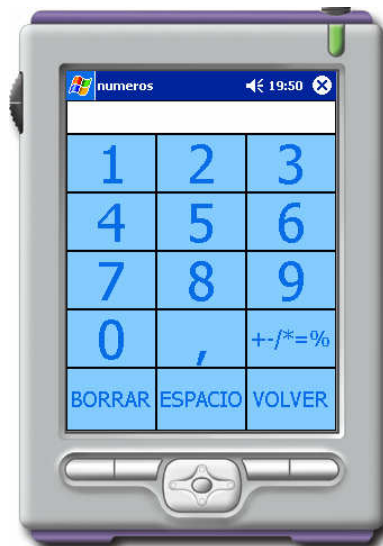 numeros 19:50
1 2 3
4 5 6
7 8 9
0 , +-/*=%
BORRAR ESPACIO VOLVER